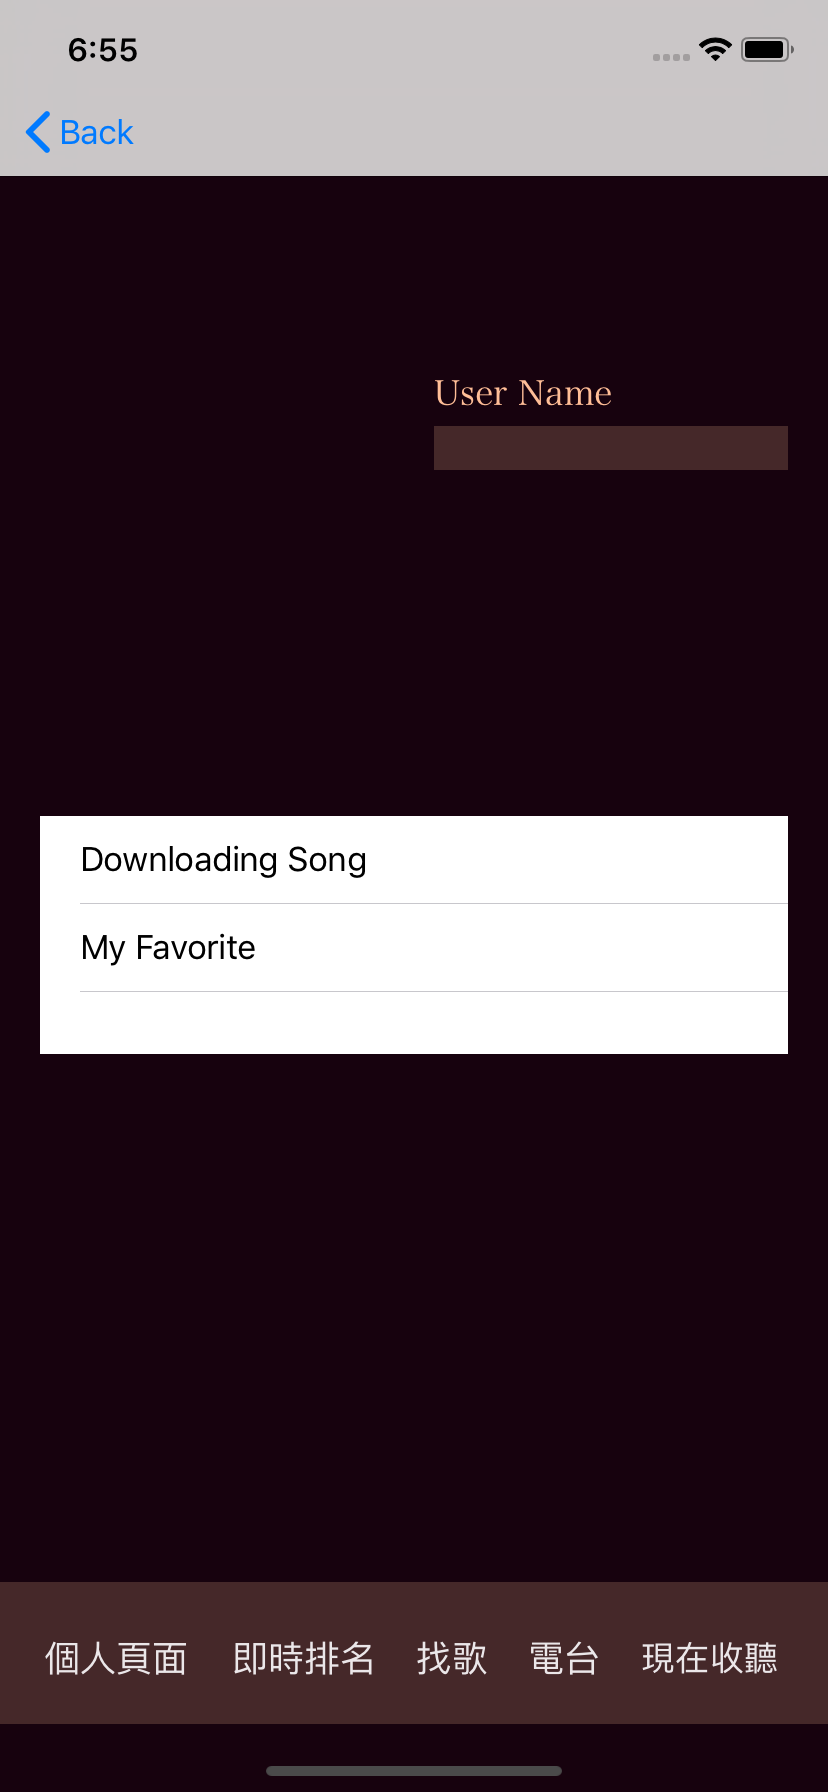 6:55
Back
User Name
Downloading Song
My Favorite
個人頁面 即時排名 找歌 電台 現在收聽